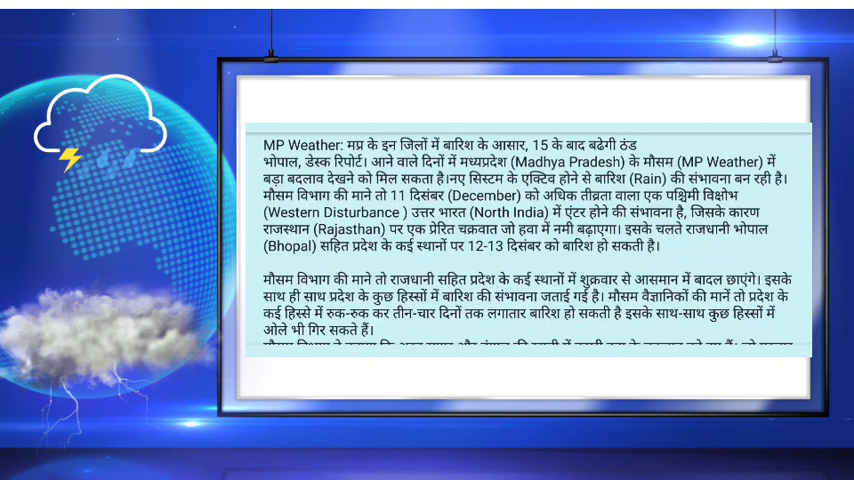 MP Weather: मप्र के इन जिलों में बारिश के आसार, 15 के बाद बढेगी ठंड
भोपाल, डेस्क रिपोर्ट। आने वाले दिनों में मध्यप्रदेश (Madhya Pradesh) के मौसम (MP Weather) में
बड़ा बदलाव देखने को मिल सकता है।नए सिस्टम के एक्टिव होने से बारिश (Rain) की संभावना बन रही है।
मौसम विभाग की माने तो 11 दिसंबर (December) को अधिक तीव्रता वाला एक पश्चिमी विक्षोभ
(Western Disturbance ) उत्तर भारत (North India) में एंटर होने की संभावना है, जिसके कारण
राजस्थान (Rajasthan) पर एक प्रेरित चक्रवात जो हवा में नमी बढ़ाएगा। इसके चलते राजधानी भोपाल
(Bhopal) सहित प्रदेश के कई स्थानों पर 12-13 दिसंबर को बारिश हो सकती है।
मौसम विभाग की माने तो राजधानी सहित प्रदेश के कई स्थानों में शुक्रवार से आसमान में बादल छाएंगे। इसके
साथ ही साथ प्रदेश के कुछ हिस्सों में बारिश की संभावना जताई गई है। मौसम वैज्ञानिकों की मानें तो प्रदेश के
कई हिस्से में रुक-रुक कर तीन-चार दिनों तक लगातार बारिश हो सकती है इसके साथ-साथ कुछ हिस्सों में
ओले भी गिर सकते हैं।